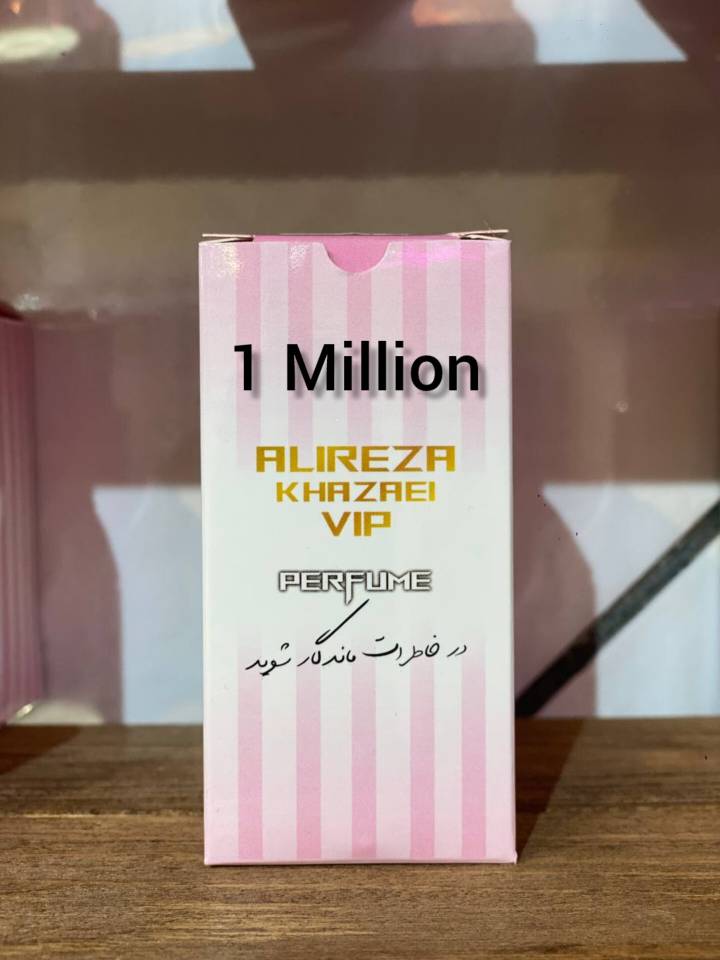 1 Million
ALIREZA
KHAZAEI
VIP
PERFUME
در خاطرات ماندگار شوید